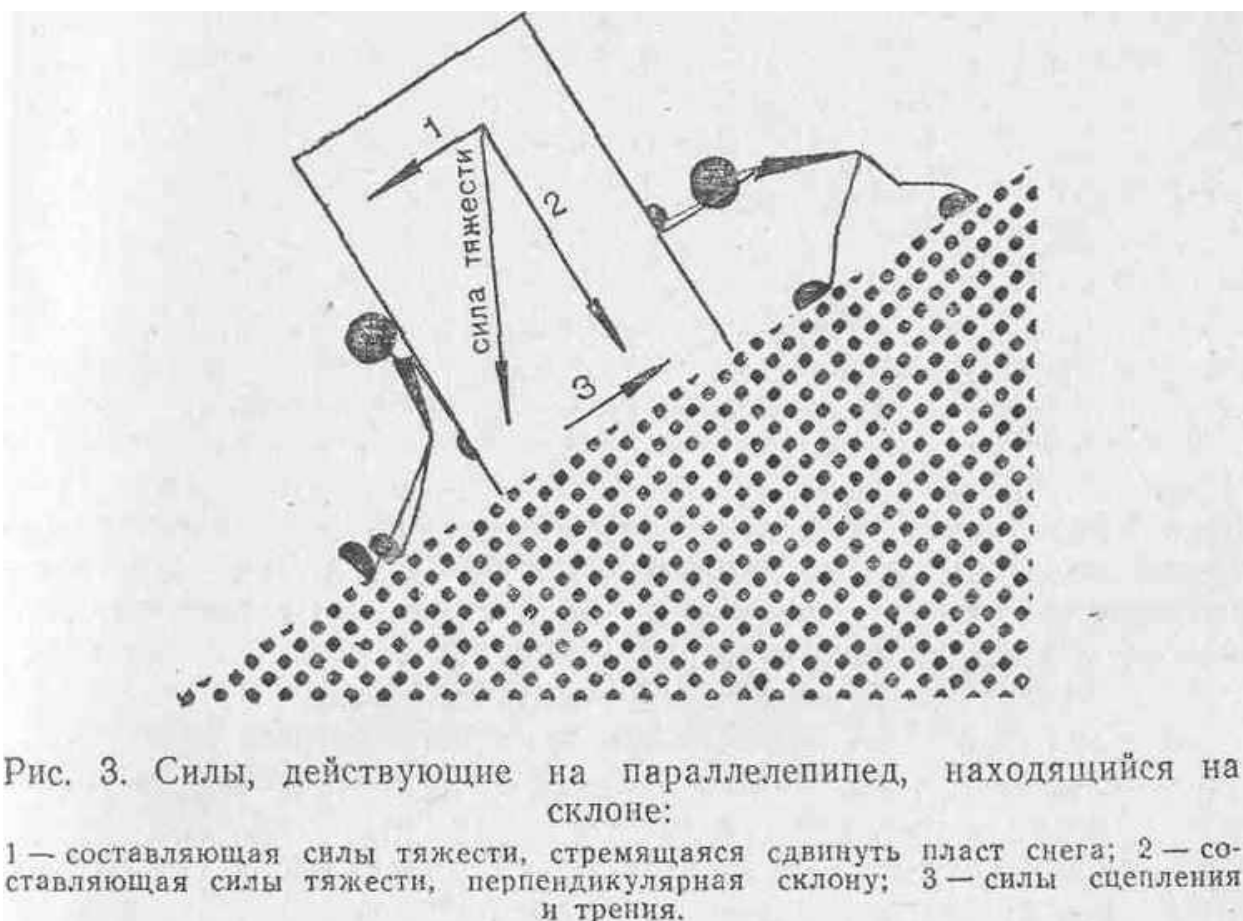 1
2
сила тяжести
3
Рис. 3. Силы, действующие на параллелепипед, находящийся на
склоне:
1 — составляющая силы тяжести, стремящаяся сдвинуть пласт снега; 2 — со-
ставляющая силы тяжести, перпендикулярная склону; 3 — силы сцепления
и трения.